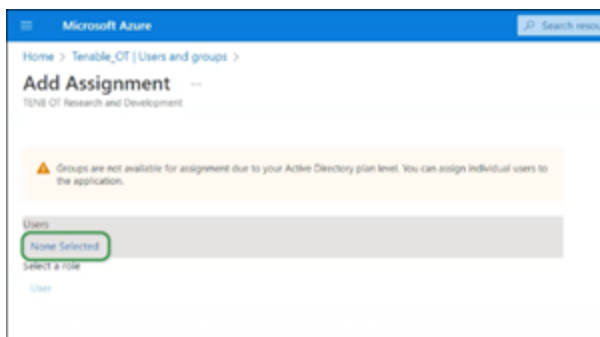 Microsoft Azure
Search resou
Home > Tenable_OT | Users and groups >
Add Assignment ...
TENB OT Research and Development
Groups are not available for assignment due to your Active Directory plan level. You can assign individual users to
the application.
Users
None Selected
Select a role
User